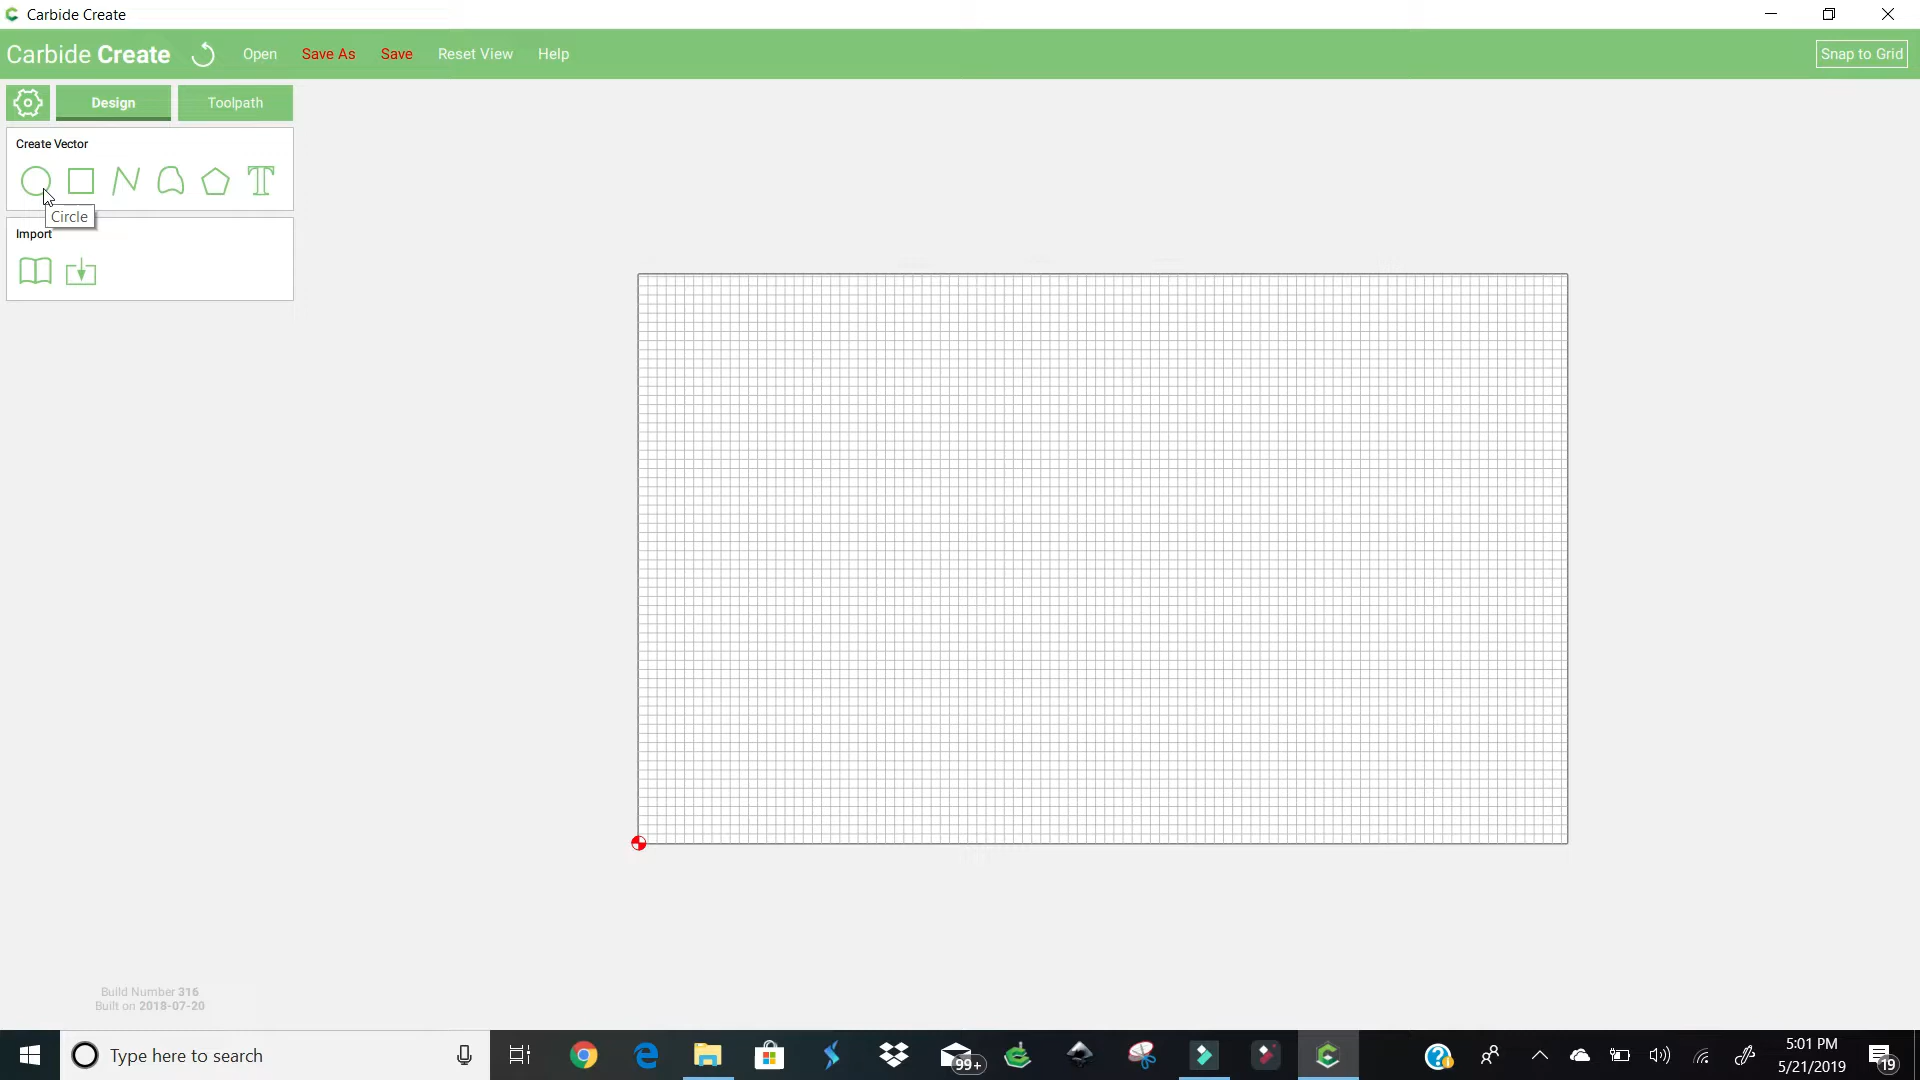 Carbide Create
Carbide Create Open Save As Save Reset View Help Snap to Grid
Design Toolpath
Create Vector
T
Circle
Import
Build Number 316
Built on 2018-07-20
Type here to search
99+
5:01 PM
5/21/2019
19